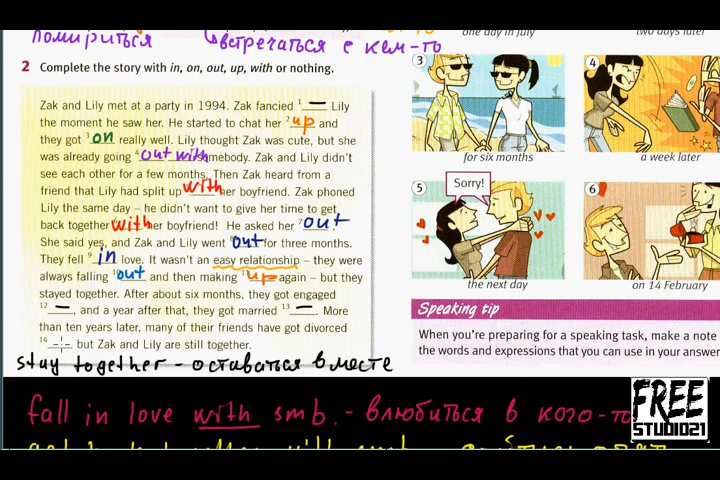 one day in July
two days later
помириться
встречаться с кем-то
2 Complete the story with in, on, out, up, with or nothing.
Zak and Lily met at a party in 1994. Zak fancied 1 — Lily
the moment he saw her. He started to chat her 2 up and
they got 3 on really well. Lily thought Zak was cute, but she
was already going 4 out with somebody. Zak and Lily didn't
see each other for a few months. Then Zak heard from a
friend that Lily had split up with her boyfriend. Zak phoned
Lily the same day – he didn't want to give her time to get
back together with her boyfriend! He asked her 7 out
She said yes, and Zak and Lily went 8 out for three months.
They fell 9 in love. It wasn't an easy relationship – they were
always falling 10 out and then making 11 up again – but they
stayed together. After about six months, they got engaged
12 —, and a year after that, they got married 13 —. More
than ten years later, many of their friends have got divorced
14 — but Zak and Lily are still together.
stay together - оставаться вместе
fall in love with smb. - влюбиться в кого-то
3
for six months
4
a week later
5
Sorry!
the next day
6
on 14 February
Speaking tip
When you're preparing for a speaking task, make a note
the words and expressions that you can use in your answer
FREE
STUDIO21